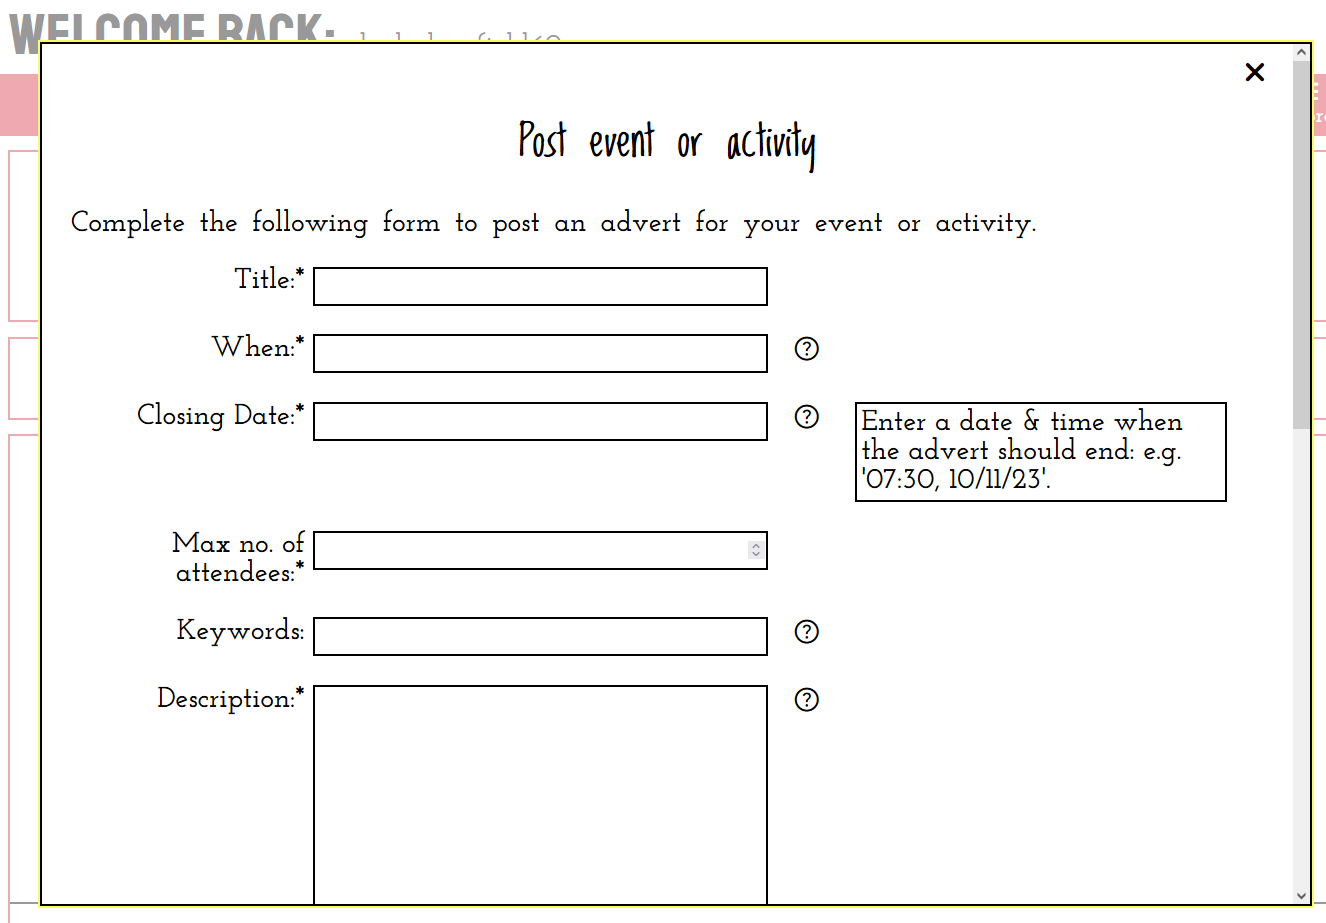 WELCOME BACK:
Post event or activity
Complete the following form to post an advert for your event or activity.
Title:*
When:*
Closing Date:*
Enter a date & time when
the advert should end: e.g.
'07:30, 10/11/23'.
Max no. of
attendees:*
Keywords:
Description:*